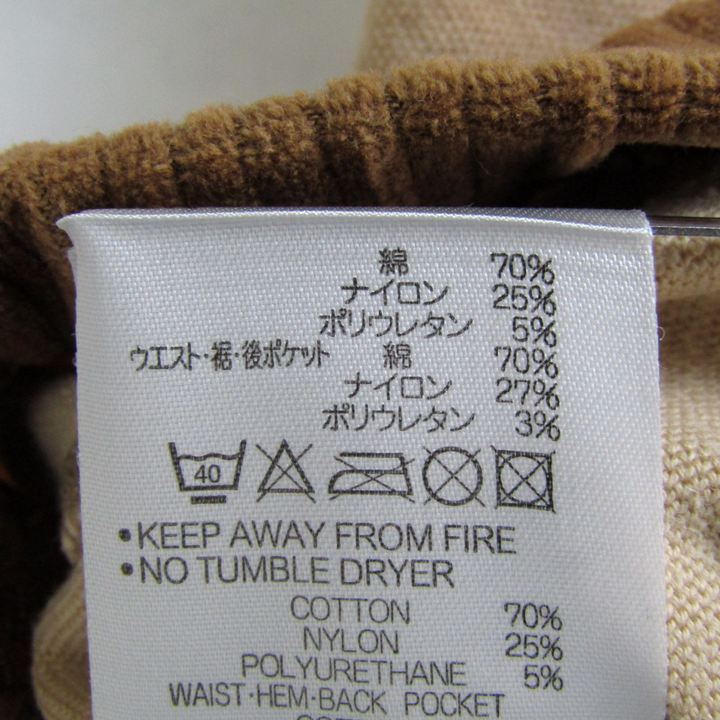 綿 70%
ナイロン 25%
ポリウレタン 5%
ウエスト・裾・後ポケット 綿 70%
ナイロン 27%
ポリウレタン 3%
40
•KEEP AWAY FROM FIRE
•NO TUMBLE DRYER
COTTON 70%
NYLON 25%
POLYURETHANE 5%
WAIST·HEM·BACK POCKET